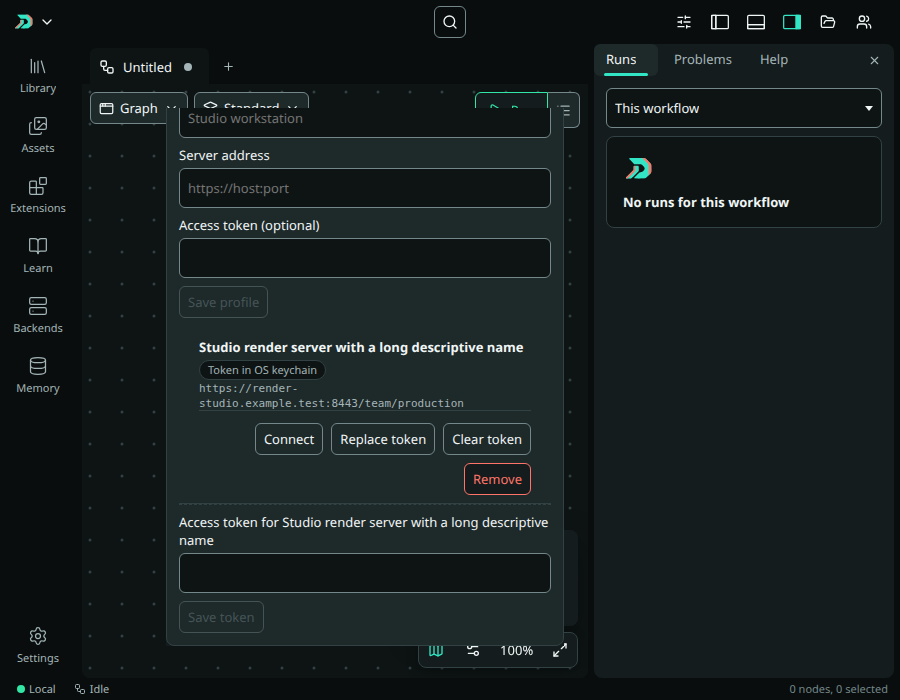 Untitled
Runs
Problems
Help
Library
Assets
Extensions
Learn
Backends
Memory
Settings
Graph
Standard
This workflow
No runs for this workflow
Studio workstation
Server address
https://host:port
Access token (optional)
Save profile
Studio render server with a long descriptive name
Token in OS keychain
https://render-
studio.example.test:8443/team/production
Connect
Replace token
Clear token
Remove
Access token for Studio render server with a long descriptive
name
Save token
100%
Local
Idle
0 nodes, 0 selected